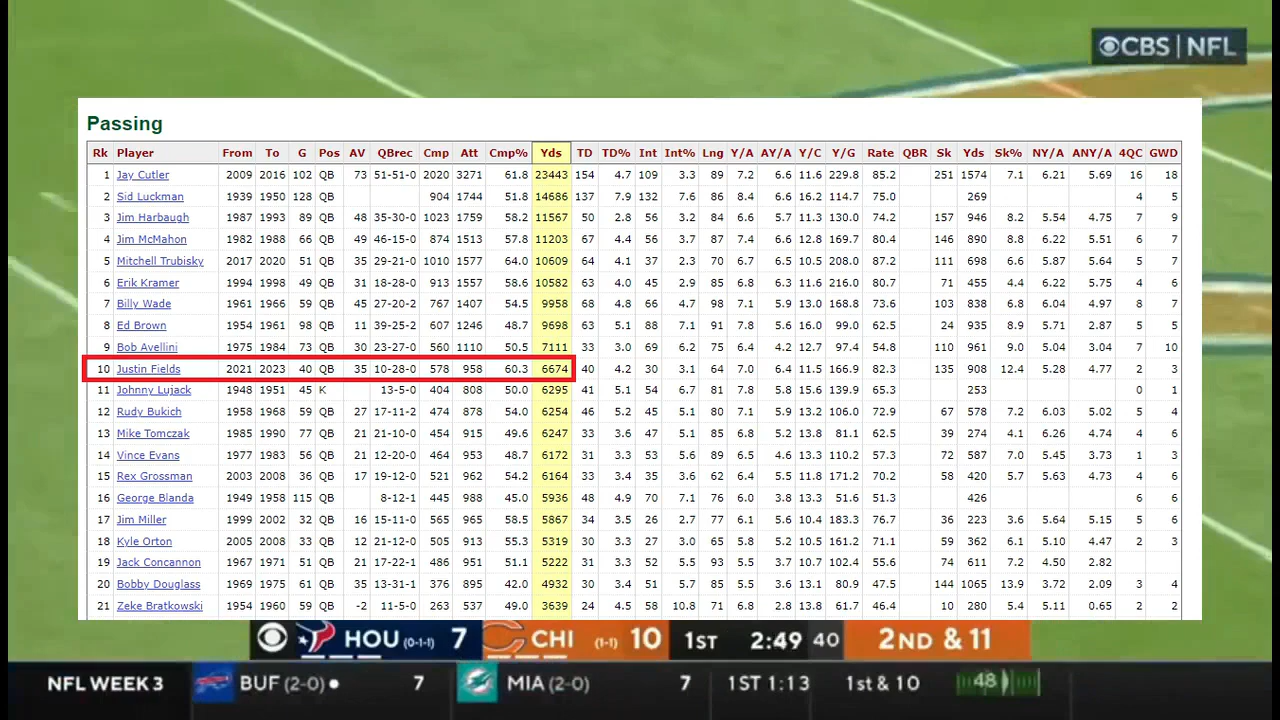 CBS | NFL
Passing
Rk Player From To G Pos AV QBrec Cmp Att Cmp% Yds TD TD% Int Int% Lng Y/A AY/A Y/C Y/G Rate QBR Sk Yds Sk% NY/A ANY/A 4QC GWD
1 Jay Cutler 2009 2016 102 QB 73 51-51-0 2020 3271 61.8 23443 154 4.7 109 3.3 89 7.2 6.6 11.6 229.8 85.2 251 1574 7.1 6.21 5.69 16 18
2 Sid Luckman 1939 1950 128 QB 904 1744 51.8 14686 137 7.9 132 7.6 86 8.4 6.6 16.2 114.7 75.0 269 4 5
3 Jim Harbaugh 1987 1993 89 QB 48 35-30-0 1023 1759 58.2 11567 50 2.8 56 3.2 84 6.6 5.7 11.3 130.0 74.2 157 946 8.2 5.54 4.75 7 9
4 Jim McMahon 1982 1988 66 QB 49 46-15-0 874 1513 57.8 11203 67 4.4 56 3.7 87 7.4 6.6 12.8 169.7 80.4 146 890 8.8 6.22 5.51 6 7
5 Mitchell Trubisky 2017 2020 51 QB 35 29-21-0 1010 1577 64.0 10609 64 4.1 37 2.3 70 6.7 6.5 10.5 208.0 87.2 111 698 6.6 5.87 5.64 5 7
6 Erik Kramer 1994 1998 49 QB 31 18-28-0 913 1557 58.6 10582 63 4.0 45 2.9 85 6.8 6.3 11.6 216.0 80.7 71 455 4.4 6.22 5.75 4 6
7 Billy Wade 1961 1966 59 QB 45 27-20-2 767 1407 54.5 9958 68 4.8 66 4.7 98 7.1 5.9 13.0 168.8 73.6 103 838 6.8 6.04 4.97 8 7
8 Ed Brown 1954 1961 98 QB 11 39-25-2 607 1246 48.7 9698 63 5.1 88 7.1 91 7.8 5.6 16.0 99.0 62.5 24 935 8.9 5.71 2.87 5 5
9 Bob Avellini 1975 1984 73 QB 30 23-27-0 560 1110 50.5 7111 33 3.0 69 6.2 75 6.4 4.2 12.7 97.4 54.8 110 961 9.0 5.04 3.04 7 10
10 Justin Fields 2021 2023 40 QB 35 10-28-0 578 958 60.3 6674 40 4.2 30 3.1 64 7.0 6.4 11.5 166.9 82.3 135 908 12.4 5.28 4.77 2 3
11 Johnny Lujack 1948 1951 45 K 13-5-0 404 808 50.0 6295 41 5.1 54 6.7 81 7.8 5.8 15.6 139.9 65.3 253 0 1
12 Rudy Bukich 1958 1968 59 QB 27 17-11-2 474 878 54.0 6254 46 5.2 45 5.1 80 7.1 5.9 13.2 106.0 72.9 67 578 7.2 6.03 5.02 5 4
13 Mike Tomczak 1985 1990 77 QB 21 21-10-0 454 915 49.6 6247 33 3.6 47 5.1 85 6.8 5.2 13.8 81.1 62.5 39 274 4.1 6.26 4.74 4 6
14 Vince Evans 1977 1983 56 QB 21 12-20-0 464 953 48.7 6172 31 3.3 53 5.6 89 6.5 4.6 13.3 110.2 57.3 72 587 7.0 5.45 3.73 1 3
15 Rex Grossman 2003 2008 36 QB 17 19-12-0 521 962 54.2 6164 33 3.4 35 3.6 62 6.4 5.5 11.8 171.2 70.2 58 420 5.7 5.63 4.73 4 6
16 George Blanda 1949 1958 115 QB 8-12-1 445 988 45.0 5936 48 4.9 70 7.1 76 6.0 3.8 13.3 51.6 51.3 426 6 6
17 Jim Miller 1999 2002 32 QB 16 15-11-0 565 965 58.5 5867 34 3.5 26 2.7 77 6.1 5.6 10.4 183.3 76.7 36 223 3.6 5.64 5.15 5 6
18 Kyle Orton 2005 2008 33 QB 12 21-12-0 505 913 55.3 5319 30 3.3 27 3.0 65 5.8 5.2 10.5 161.2 71.1 59 362 6.1 5.10 4.47 2 3
19 Jack Concannon 1967 1971 51 QB 21 17-22-1 486 951 51.1 5222 31 3.3 52 5.5 93 5.5 3.7 10.7 102.4 55.6 74 611 7.2 4.50 2.82
20 Bobby Douglass 1969 1975 61 QB 35 13-31-1 376 895 42.0 4932 30 3.4 51 5.7 85 5.5 3.6 13.1 80.9 47.5 144 1065 13.9 3.72 2.09 3 4
21 Zeke Bratkowski 1954 1960 59 QB -2 11-5-0 263 537 49.0 3639 24 4.5 58 10.8 71 6.8 2.8 13.8 61.7 46.4 10 280 5.4 5.11 0.65 2 2
HOU (0-1-1) 7 CHI (1-1) 10 1ST 2:49 40 2ND & 11
NFL WEEK 3 BUF (2-0) 7 MIA (2-0) 7 1ST 1:13 1st & 10 48